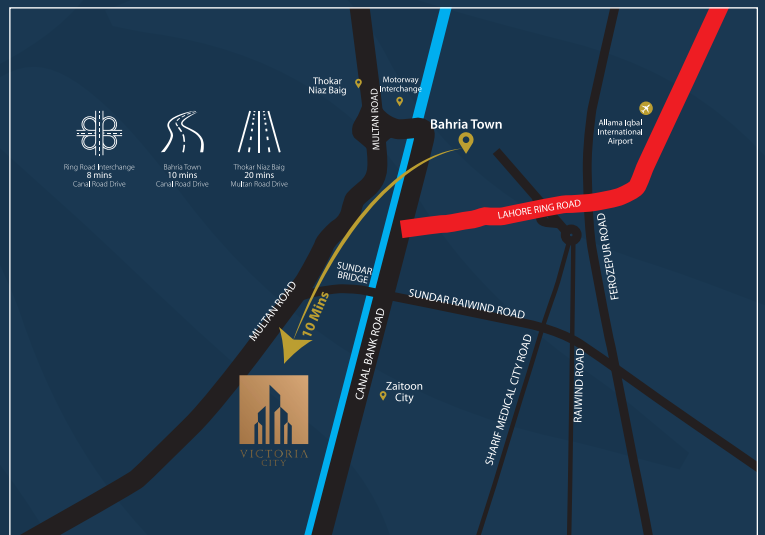 Thokar
Niaz Baig
Motorway
Interchange
MULTAN ROAD
Bahria Town
Allama Iqbal
International
Airport
Ring Road Interchange
8 mins
Canal Road Drive
Bahria Town
10 mins
Canal Road Drive
Thokar Niaz Baig
20 mins
Multan Road Drive
LAHORE RING ROAD
FEROZEPUR ROAD
SUNDAR
BRIDGE
MULTAN ROAD
10 Mins
SUNDAR RAIWIND ROAD
CANAL BANK ROAD
Zaitoon
City
SHARIF MEDICAL CITY ROAD
RAIWIND ROAD
VICTORIA
CITY